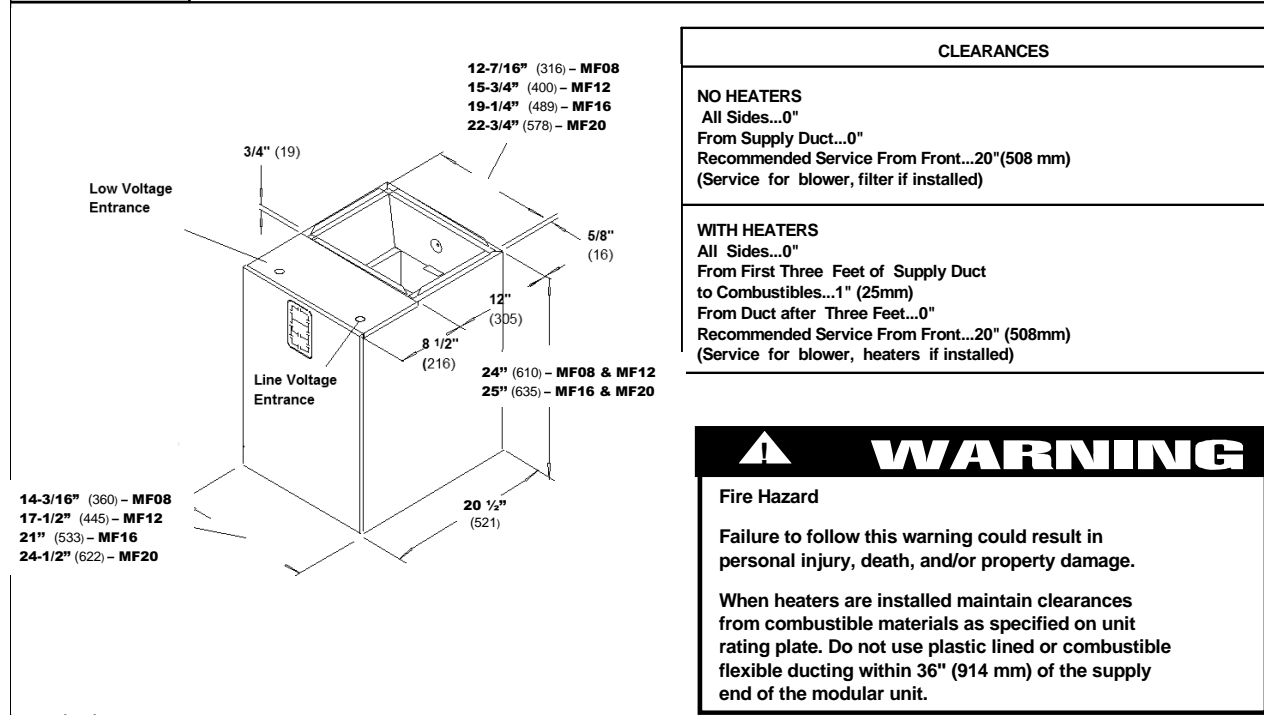 12-7/16” (316) – MF08
15-3/4” (400) – MF12
19-1/4” (489) – MF16
22-3/4” (578) – MF20
3/4" (19)
Low Voltage
Entrance
5/8"
(16)
12"
(305)
8 1/2"
(216)
Line Voltage
Entrance
24” (610) – MF08 & MF12
25” (635) – MF16 & MF20
14-3/16” (360) – MF08
17-1/2” (445) – MF12
21” (533) – MF16
24-1/2” (622) – MF20
20 ½”
(521)
CLEARANCES
NO HEATERS
All Sides...0"
From Supply Duct...0"
Recommended Service From Front...20"(508 mm)
(Service for blower, filter if installed)
WITH HEATERS
All Sides...0"
From First Three Feet of Supply Duct
to Combustibles...1" (25mm)
From Duct after Three Feet...0"
Recommended Service From Front...20" (508mm)
(Service for blower, heaters if installed)
WARNING
Fire Hazard
Failure to follow this warning could result in
personal injury, death, and/or property damage.
When heaters are installed maintain clearances
from combustible materials as specified on unit
rating plate. Do not use plastic lined or combustible
flexible ducting within 36" (914 mm) of the supply
end of the modular unit.